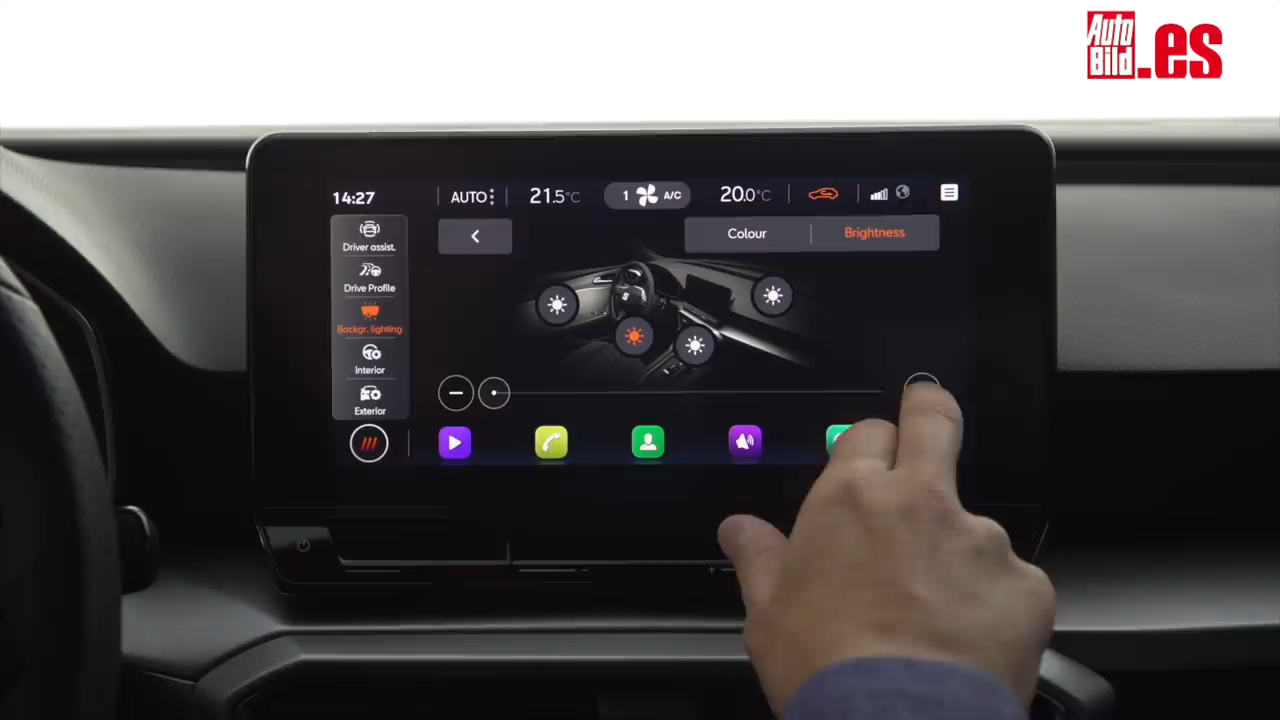 Auto
Bild
.es
14:27
AUTO
21.5°C
1 A/C
20.0°C
Colour
Brightness
Driver assist.
Drive Profile
Backgr. lighting
Interior
Exterior